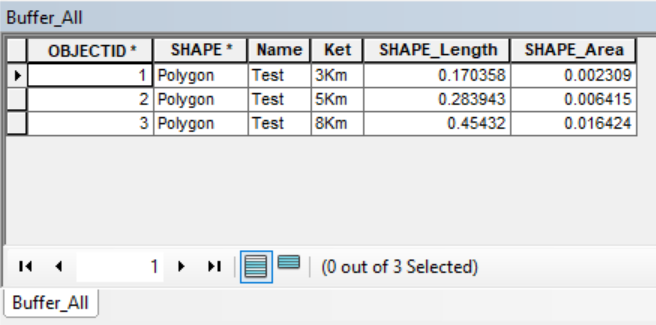 Buffer_All
OBJECTID * SHAPE * Name Ket SHAPE_Length SHAPE_Area
1 Polygon Test 3Km 0.170358 0.002309
2 Polygon Test 5Km 0.283943 0.006415
3 Polygon Test 8Km 0.45432 0.016424
1 (0 out of 3 Selected)
Buffer_All